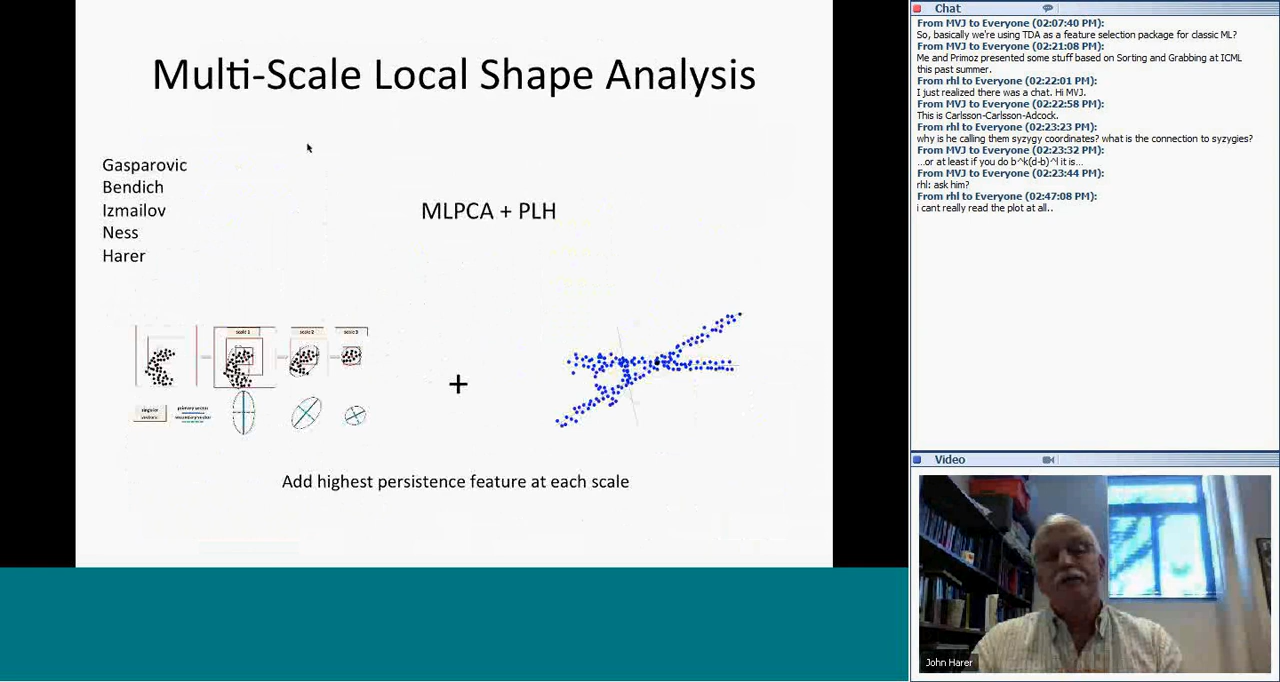 Multi-Scale Local Shape Analysis
Gasparovic
Bendich
Izmailov
Ness
Harer
MLPCA + PLH
scale 1
scale 2
scale 3
+
Add highest persistence feature at each scale
Chat
From MVJ to Everyone (02:07:40 PM):
So, basically we're using TDA as a feature selection package for classic ML?
From MVJ to Everyone (02:21:08 PM):
Me and Primoz presented some stuff based on Sorting and Grabbing at ICML
this past summer.
From rhl to Everyone (02:22:01 PM):
I just realized there was a chat. Hi MVJ.
From MVJ to Everyone (02:22:58 PM):
This is Carlsson-Carlsson-Adcock.
From rhl to Everyone (02:23:23 PM):
why is he calling them syzygy coordinates? what is the connection to syzygies?
From MVJ to Everyone (02:23:32 PM):
...or at least if you do b^k(d-b)^l it is...
From MVJ to Everyone (02:23:44 PM):
rhl: ask him?
From rhl to Everyone (02:47:08 PM):
i cant really read the plot at all..
Video
John Harer